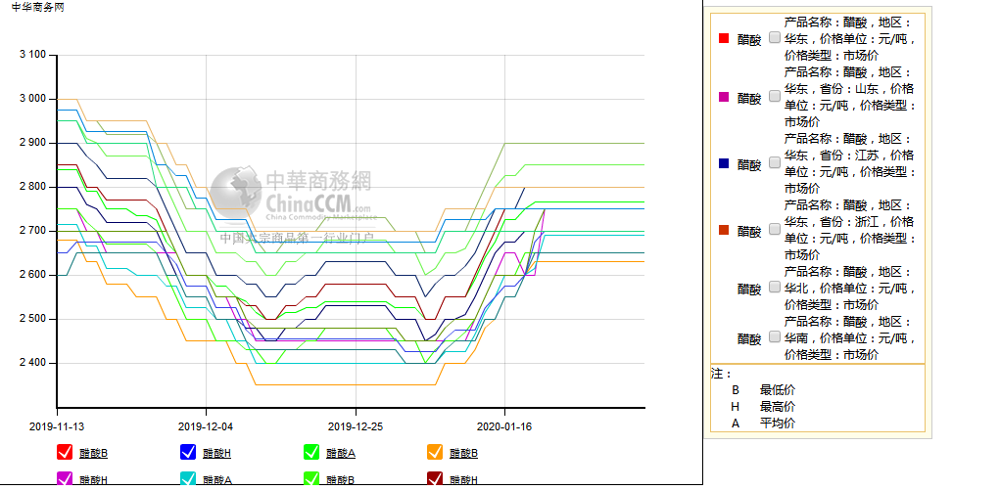 中华商务网
3 100
3 000
2 900
2 800
2 700
2 600
2 500
2 400
2019-11-13
2019-12-04
2019-12-25
2020-01-16
中華商務網
ChinaCCM.com
China Commodity Marketplace
中国大宗商品第一行业门户
醋酸B
醋酸H
醋酸A
醋酸B
醋酸H
醋酸A
醋酸B
醋酸H
醋酸
产品名称：醋酸，地区：
华东，价格单位：元/吨，
价格类型：市场价
醋酸
产品名称：醋酸，地区：
华东，省份：山东，价格
单位：元/吨，价格类型：
市场价
醋酸
产品名称：醋酸，地区：
华东，省份：江苏，价格
单位：元/吨，价格类型：
市场价
醋酸
产品名称：醋酸，地区：
华东，省份：浙江，价格
单位：元/吨，价格类型：
市场价
醋酸
产品名称：醋酸，地区：
华北，价格单位：元/吨，
价格类型：市场价
醋酸
产品名称：醋酸，地区：
华南，价格单位：元/吨，
价格类型：市场价
注：
B 最低价
H 最高价
A 平均价